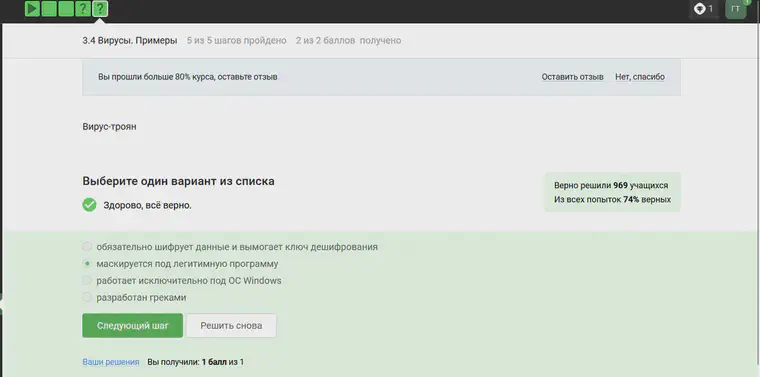 ? ?
1
ГТ
1
3.4 Вирусы. Примеры 5 из 5 шагов пройдено 2 из 2 баллов получено
Вы прошли больше 80% курса, оставьте отзыв Оставить отзыв Нет, спасибо
Вирус-троян
Выберите один вариант из списка
Здорово, всё верно.
Верно решили 969 учащихся
Из всех попыток 74% верных
обязательно шифрует данные и вымогает ключ дешифрования
маскируется под легитимную программу
работает исключительно под ОС Windows
разработан греками
Следующий шаг Решить снова
Ваши решения Вы получили: 1 балл из 1